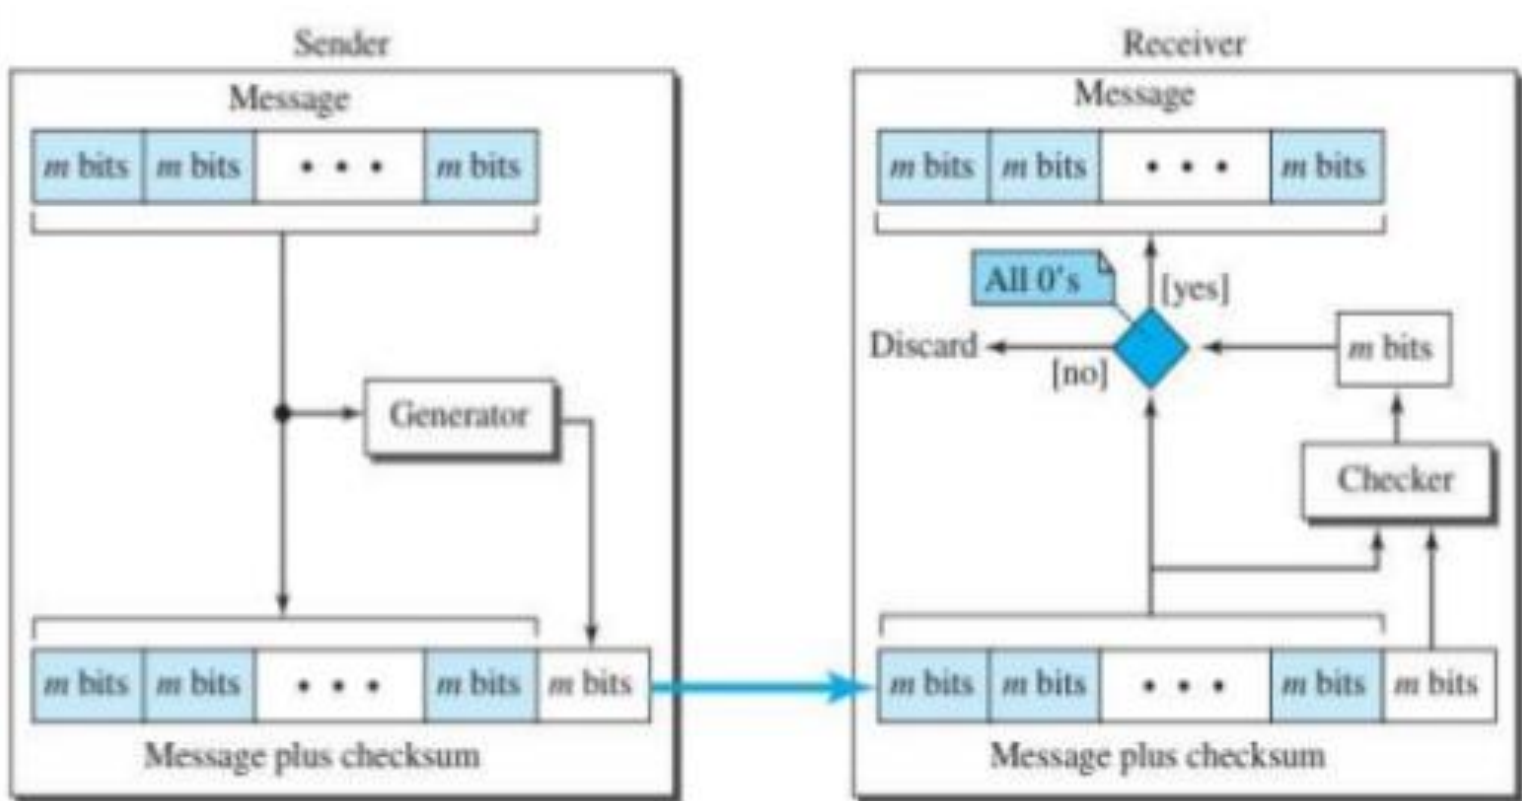 Sender
Message
m bits m bits • • • m bits
Generator
m bits m bits • • • m bits m bits
Message plus checksum
Receiver
Message
m bits m bits • • • m bits
All 0's
[yes]
Discard
[no]
m bits
Checker
m bits m bits • • • m bits m bits
Message plus checksum